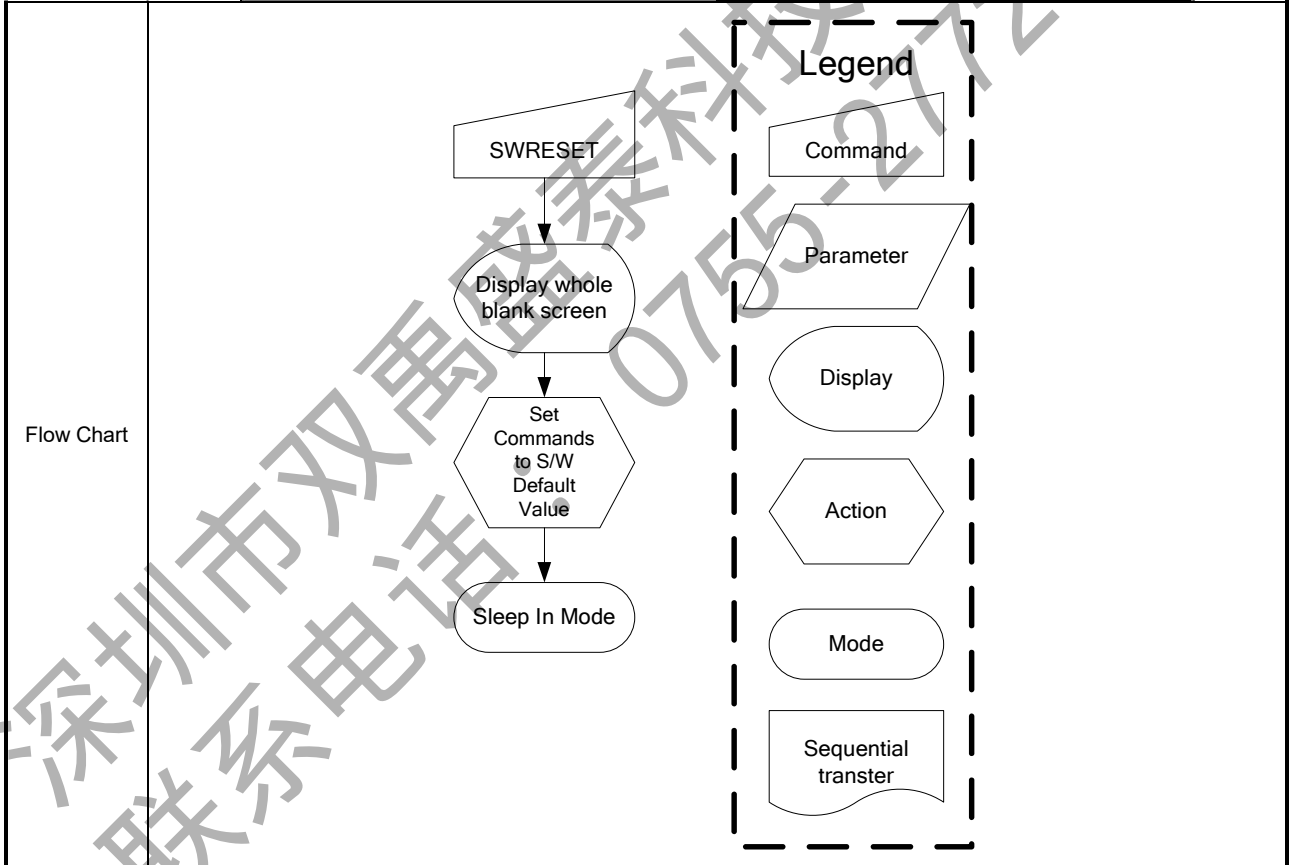 Flow Chart
SWRESET
Display whole
blank screen
Set
Commands
to S/W
Default
Value
Sleep In Mode
Legend
Command
Parameter
Display
Action
Mode
Sequential
transter
深圳市双禹盛泰科技
联系电话：0755-2772